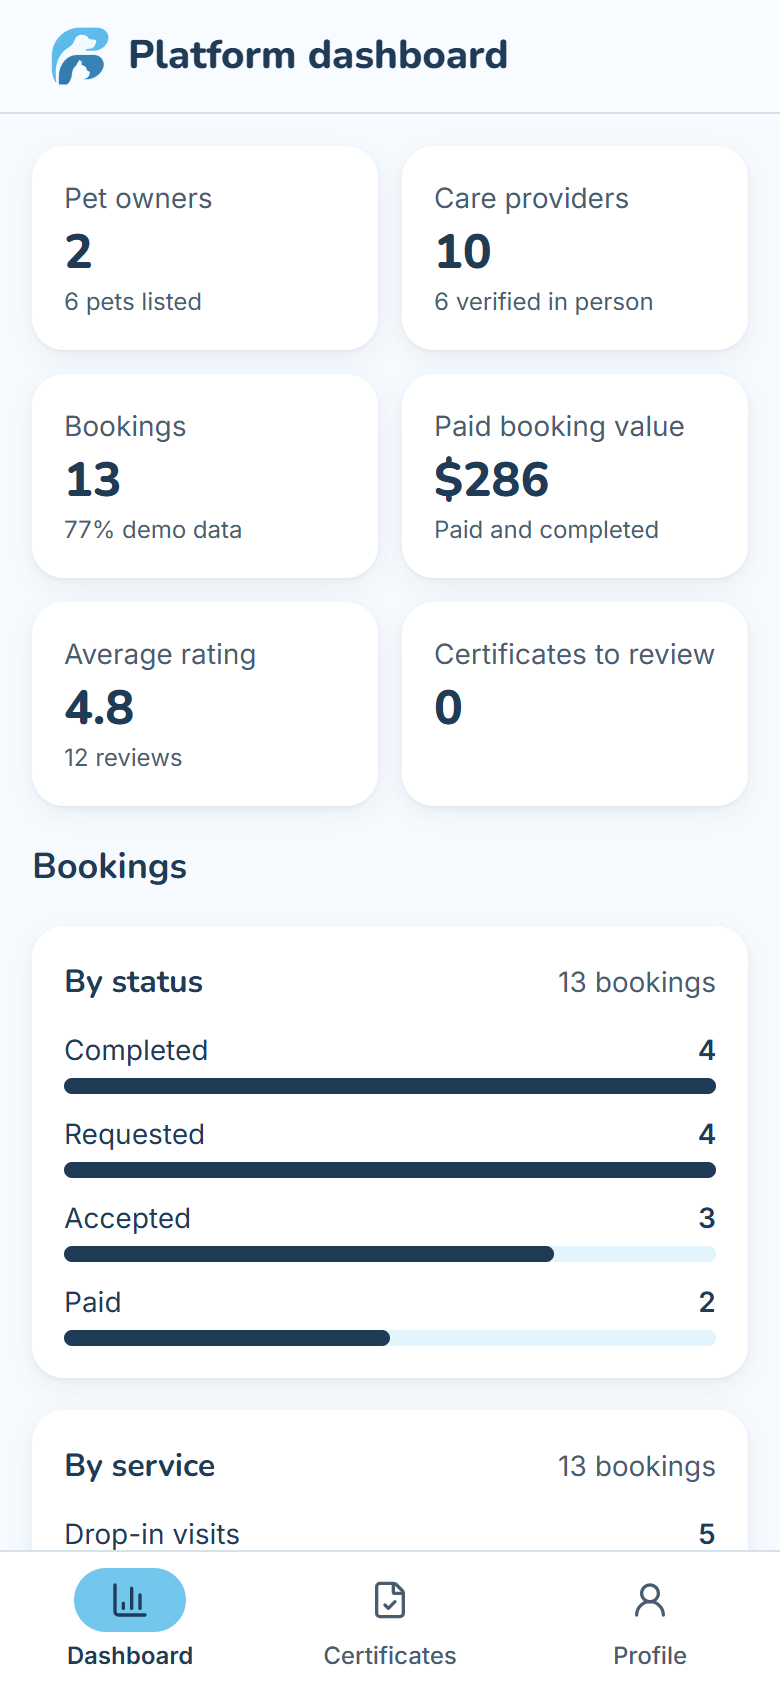 Platform dashboard
Pet owners
2
6 pets listed
Care providers
10
6 verified in person
Bookings
13
77% demo data
Paid booking value
$286
Paid and completed
Average rating
4.8
12 reviews
Certificates to review
0
Bookings
By status 13 bookings
Completed 4
Requested 4
Accepted 3
Paid 2
By service 13 bookings
Drop-in visits 5
Dashboard Certificates Profile